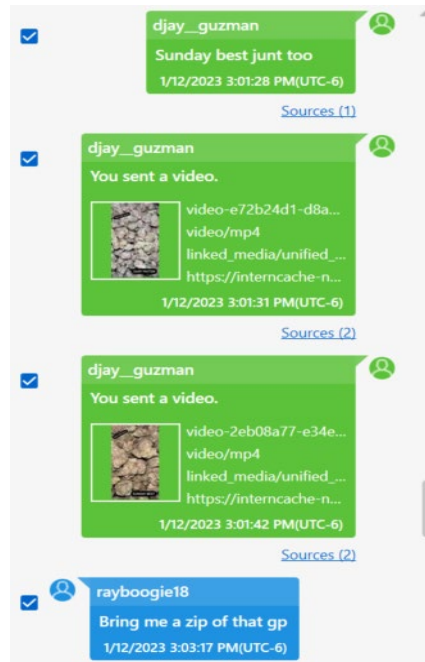 djay__guzman
Sunday best junt too
1/12/2023 3:01:28 PM(UTC-6)
Sources (1)
djay__guzman
You sent a video.
video-e72b24d1-d8a...
video/mp4
linked_media/unified_...
https://interncache-n...
1/12/2023 3:01:31 PM(UTC-6)
Sources (2)
djay__guzman
You sent a video.
video-2eb08a77-e34e...
video/mp4
linked_media/unified_...
https://interncache-n...
1/12/2023 3:01:42 PM(UTC-6)
Sources (2)
rayboogie18
Bring me a zip of that gp
1/12/2023 3:03:17 PM(UTC-6)